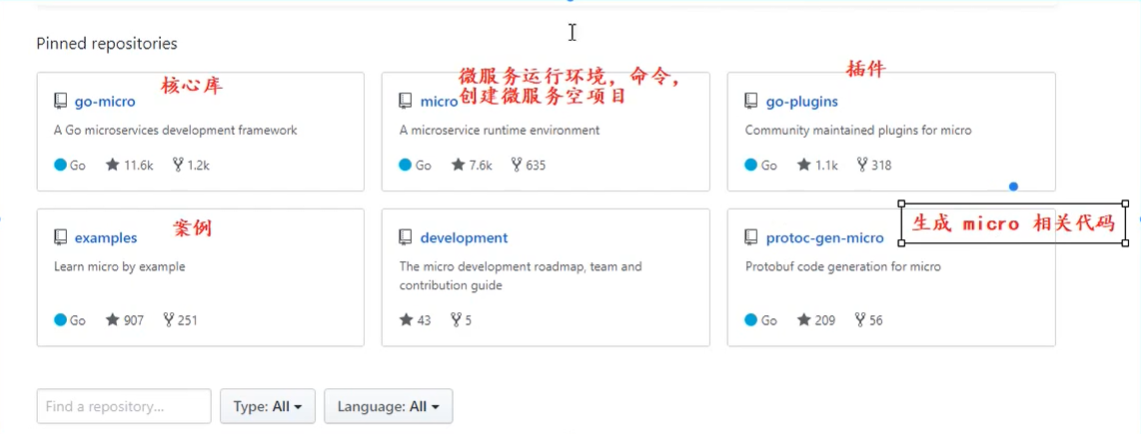 Pinned repositories
go-micro 核心库
A Go microservices development framework
Go 11.6k 1.2k
micro 微服务运行环境，命令，
创建微服务空项目
A microservice runtime environment
Go 7.6k 635
go-plugins 插件
Community maintained plugins for micro
Go 1.1k 318
examples 案例
Learn micro by example
Go 907 251
development
The micro development roadmap, team and
contribution guide
43 5
protoc-gen-micro 生成 micro 相关代码
Protobuf code generation for micro
Go 209 56
Find a repository... Type: All Language: All